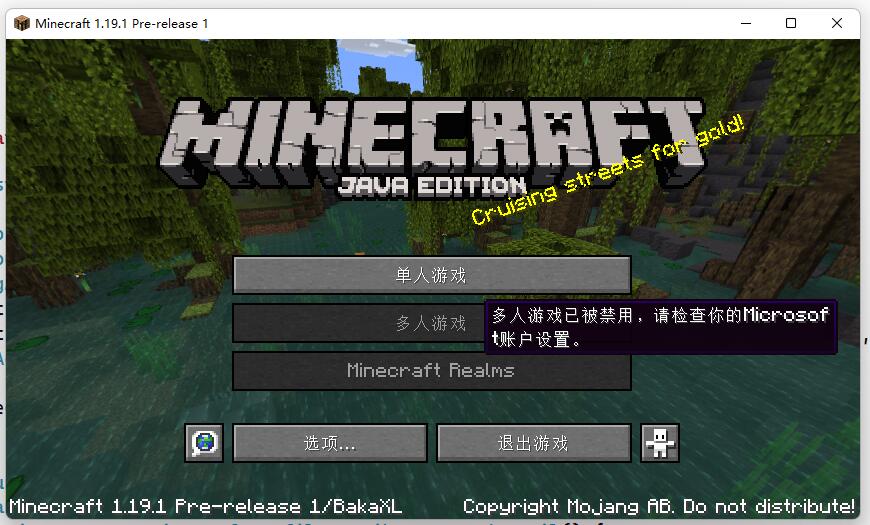 Minecraft 1.19.1 Pre-release 1
MINECRAFT
JAVA EDITION
Cruising streets for gold!
单人游戏
多人游戏
多人游戏已被禁用，请检查你的Microsof
t账户设置。
Minecraft Realms
选项...
退出游戏
Minecraft 1.19.1 Pre-release 1/BakaXL
Copyright Mojang AB. Do not distribute!